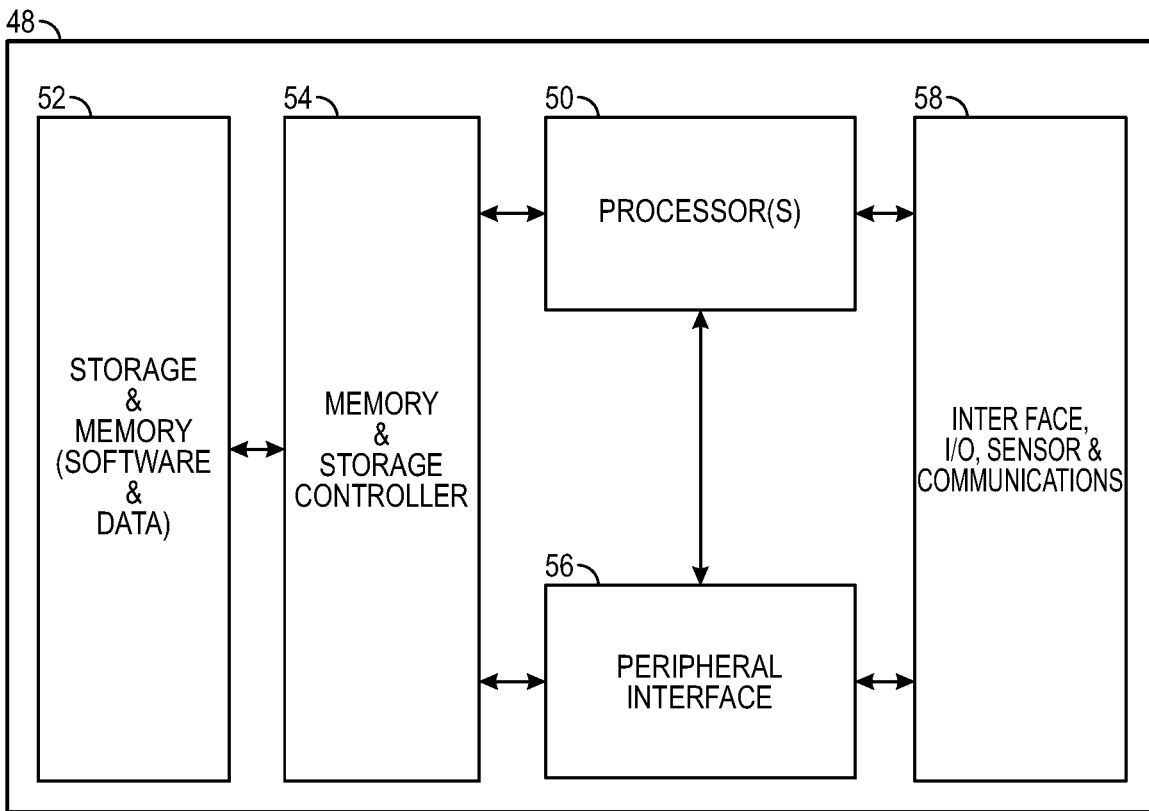 48
52
54
50
58
PROCESSOR(S)
STORAGE
&
MEMORY
(SOFTWARE
&
DATA)
MEMORY
&
STORAGE
CONTROLLER
INTER FACE,
I/O, SENSOR &
COMMUNICATIONS
56
PERIPHERAL
INTERFACE